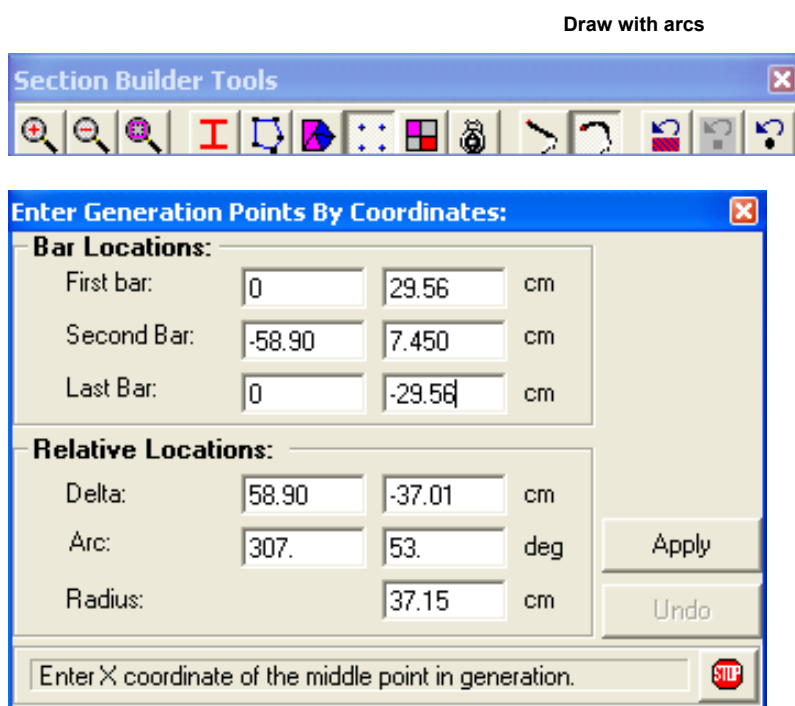 Draw with arcs
Section Builder Tools
Enter Generation Points By Coordinates:
Bar Locations:
First bar: 0 29.56 cm
Second Bar: -58.90 7.450 cm
Last Bar: 0 -29.56 cm
Relative Locations:
Delta: 58.90 -37.01 cm
Arc: 307. 53. deg Apply
Radius: 37.15 cm Undo
Enter X coordinate of the middle point in generation. STOP